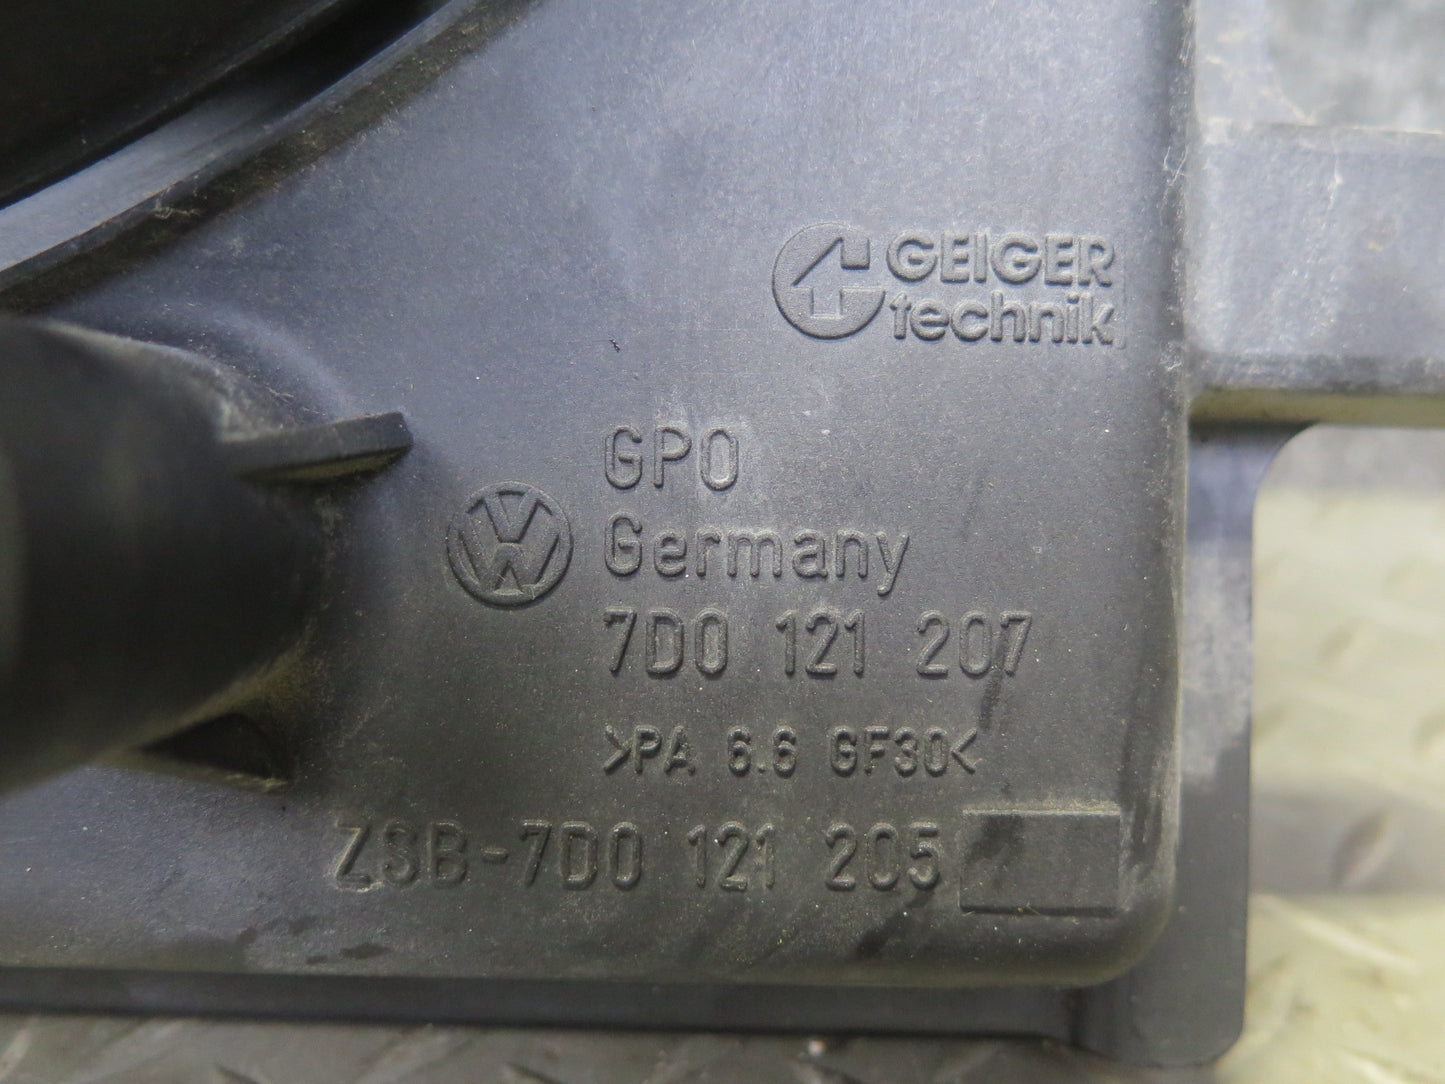 GEIGER
technik
GPO
Germany
7D0 121 207
>PA 6.6 GF30<
ZSB-7D0 121 205